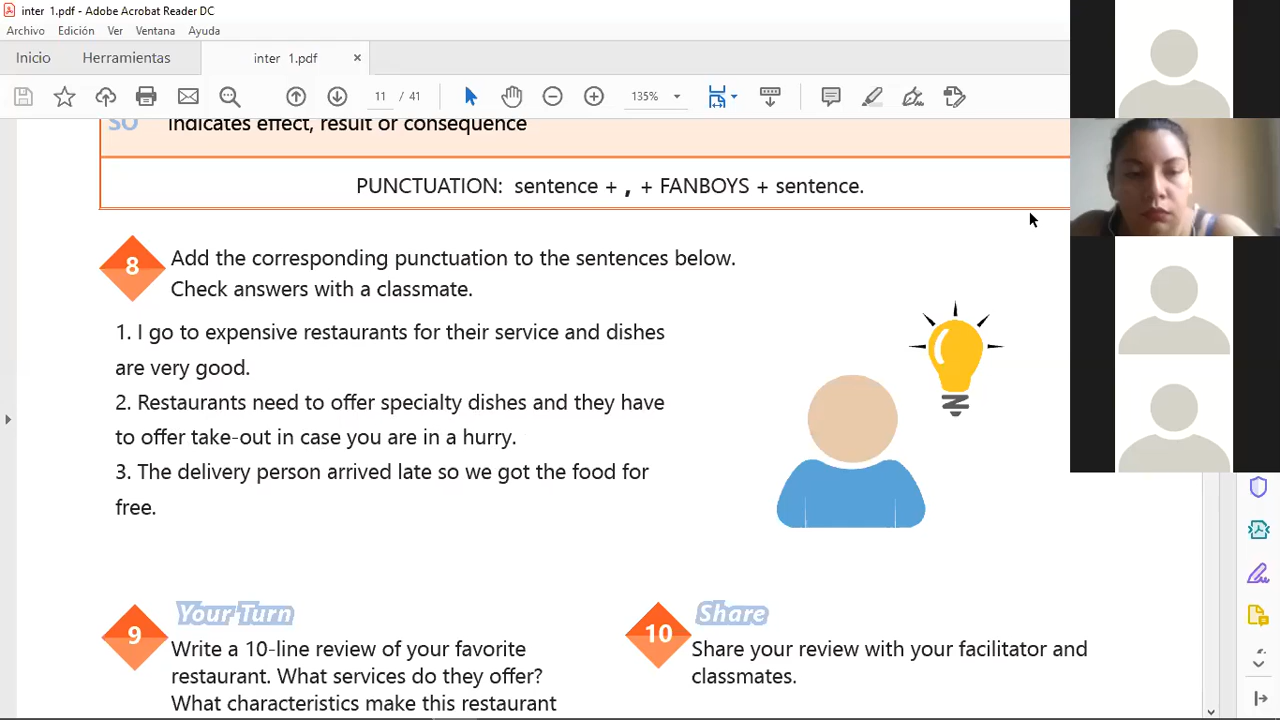 inter 1.pdf - Adobe Acrobat Reader DC
Archivo Edición Ver Ventana Ayuda
Inicio Herramientas inter 1.pdf ×
11 / 41 135%
SO Indicates effect, result or consequence
PUNCTUATION: sentence + , + FANBOYS + sentence.
8 Add the corresponding punctuation to the sentences below.
Check answers with a classmate.
1. I go to expensive restaurants for their service and dishes
are very good.
2. Restaurants need to offer specialty dishes and they have
to offer take-out in case you are in a hurry.
3. The delivery person arrived late so we got the food for
free.
9 Your Turn
Write a 10-line review of your favorite
restaurant. What services do they offer?
What characteristics make this restaurant
10 Share
Share your review with your facilitator and
classmates.